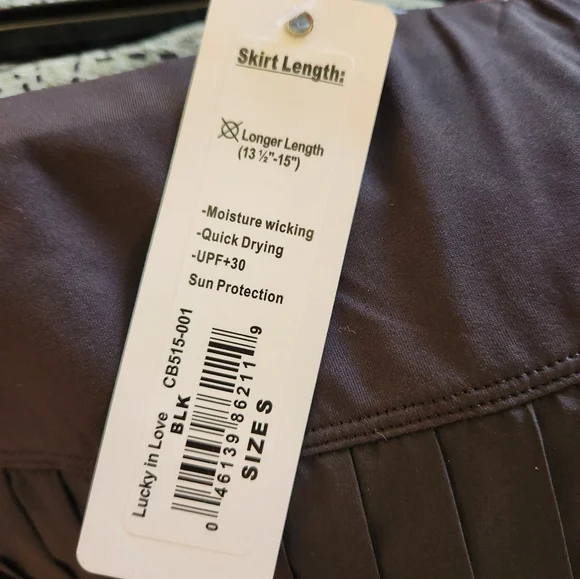 Skirt Length:
Longer Length
(13 ½"-15")
-Moisture wicking
-Quick Drying
-UPF+30
Sun Protection
Lucky in Love CB515-001
BLK
0 46139 86211 9
SIZE S